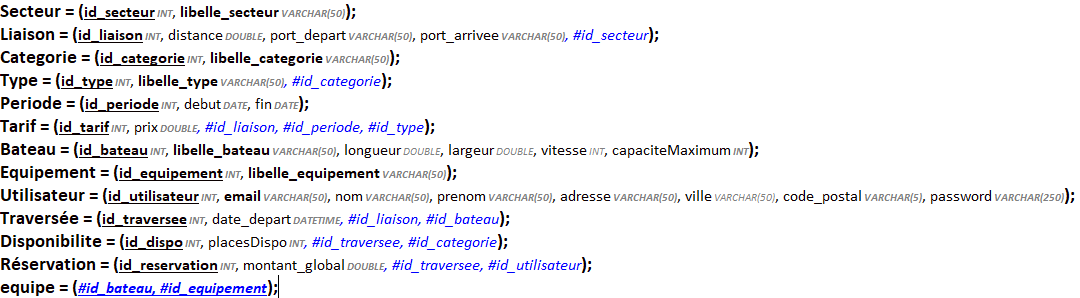 Secteur = (id_secteur INT, libelle_secteur VARCHAR(50));
Liaison = (id_liaison INT, distance DOUBLE, port_depart VARCHAR(50), port_arrivee VARCHAR(50), #id_secteur);
Categorie = (id_categorie INT, libelle_categorie VARCHAR(50));
Type = (id_type INT, libelle_type VARCHAR(50), #id_categorie);
Periode = (id_periode INT, debut DATE, fin DATE);
Tarif = (id_tarif INT, prix DOUBLE, #id_liaison, #id_periode, #id_type);
Bateau = (id_bateau INT, libelle_bateau VARCHAR(50), longueur DOUBLE, largeur DOUBLE, vitesse INT, capaciteMaximum INT);
Equipement = (id_equipement INT, libelle_equipement VARCHAR(50));
Utilisateur = (id_utilisateur INT, email VARCHAR(50), nom VARCHAR(50), prenom VARCHAR(50), adresse VARCHAR(50), ville VARCHAR(50), code_postal VARCHAR(5), password VARCHAR(250));
Traversée = (id_traversee INT, date_depart DATETIME, #id_liaison, #id_bateau);
Disponibilite = (id_dispo INT, placesDispo INT, #id_traversee, #id_categorie);
Réservation = (id_reservation INT, montant_global DOUBLE, #id_traversee, #id_utilisateur);
equipe = (#id_bateau, #id_equipement);